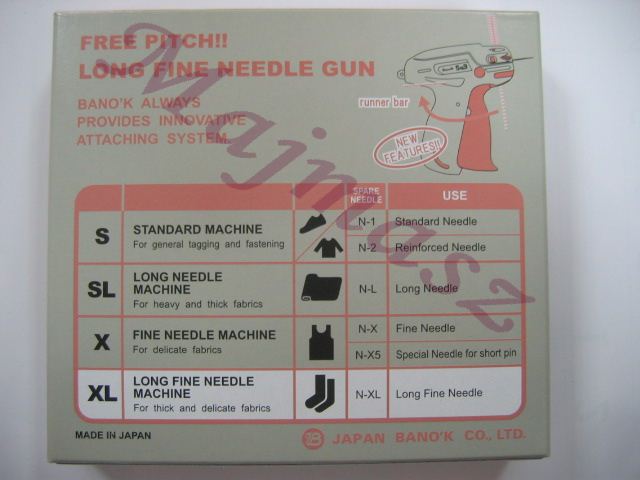 FREE PITCH!!
LONG FINE NEEDLE GUN
BANO'K ALWAYS
PROVIDES INNOVATIVE
ATTACHING SYSTEM
runner bar
NEW
FEATURES!!
Majmasz
SPARE
NEEDLE
USE
S
STANDARD MACHINE
For general tagging and fastening
N-1
Standard Needle
N-2
Reinforced Needle
SL
LONG NEEDLE
MACHINE
For heavy and thick fabrics
N-L
Long Needle
X
FINE NEEDLE MACHINE
For delicate fabrics
N-X
Fine Needle
N-X5
Special Needle for short pin
XL
LONG FINE NEEDLE
MACHINE
For thick and delicate fabrics
N-XL
Long Fine Needle
MADE IN JAPAN
JAPAN BANO'K CO., LTD.